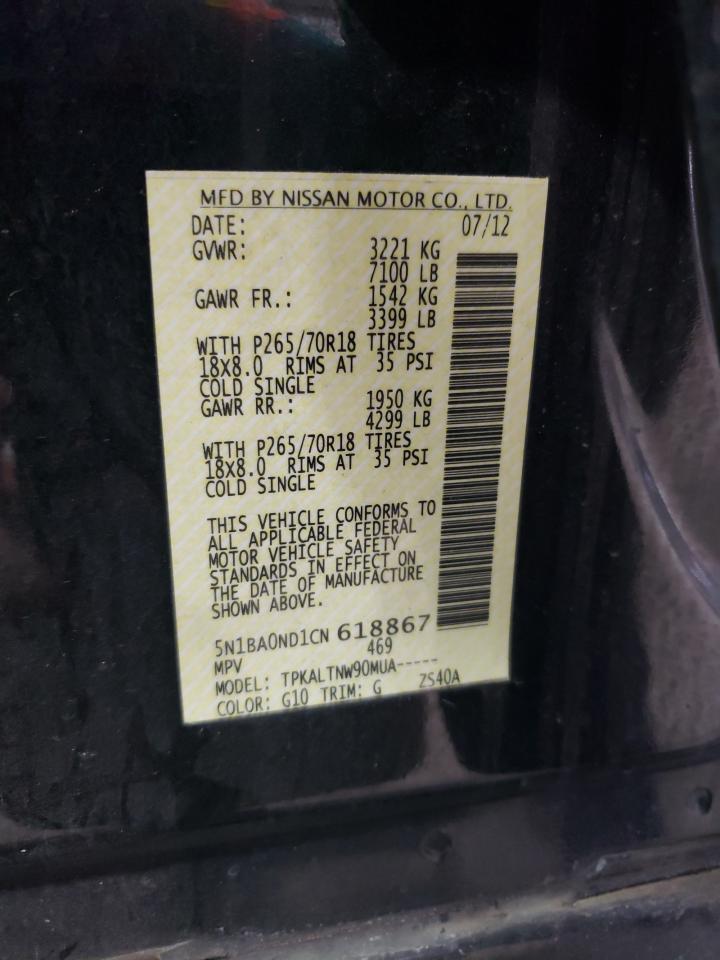 MFD BY NISSAN MOTOR CO., LTD.
DATE: 07/12
GVWR: 3221 KG
7100 LB
GAWR FR.: 1542 KG
3399 LB
WITH P265/70R18 TIRES
18X8.0 RIMS AT 35 PSI
COLD SINGLE
GAWR RR.: 1950 KG
4299 LB
WITH P265/70R18 TIRES
18X8.0 RIMS AT 35 PSI
COLD SINGLE
THIS VEHICLE CONFORMS TO
ALL APPLICABLE FEDERAL
MOTOR VEHICLE SAFETY
STANDARDS IN EFFECT ON
THE DATE OF MANUFACTURE
SHOWN ABOVE.
5N1BA0ND1CN 618867
MPV 469
MODEL: TPKALTNW90MUA-----
COLOR: G10 TRIM: G ZS40A